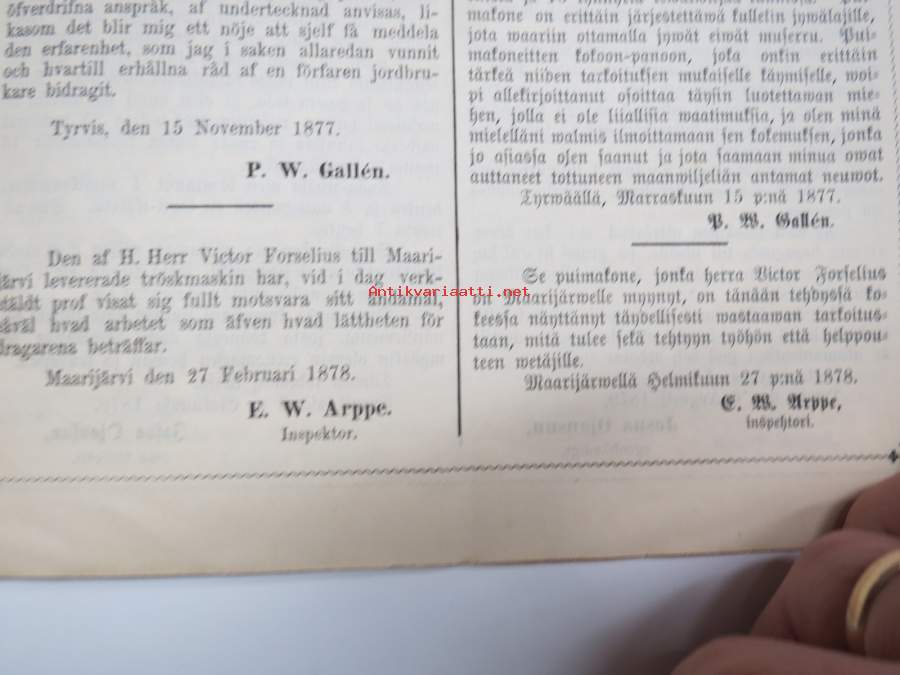 öfverdrifna anspråk, af undertecknad anvisas, li-
kasom det blir mig ett nöje att sjelf få meddela
den erfarenhet, som jag i saken allaredan vunnit
och hvartill erhållna råd af en förfaren jordbru-
kare bidragit.
Tyrvis, den 15 November 1877.
P. W. Gallén.
Den af H. Herr Victor Forselius till Maari-
järvi levererade tröskmaskin har, vid i dag verk-
stäldt prof visat sig fullt motsvara sitt ändamål,
såväl hvad arbetet som äfven hvad lättheten för
dragarena beträffar.
Maarijärvi den 27 Februari 1878.
E. W. Arppe.
Inspektor.
makone on erittäin järjestettäwä kullekin jywälajille,
jota waariin ottamalla jywät eiwät muserru. Pui-
makoneitten kokoon-panoon, joka onkin erittäin
tärkeä niiden tarkoituksen mukaiselle käymiselle, woi-
pi allekirjoittanut osoittaa täysin luotettawan mie-
hen, jolla ei ole liiallisia waatimuksia, ja olen minä
mielelläni walmis ilmoittamaan sen kokemuksen, jonka
jo asiassa olen saanut ja jota saamaan minua owat
auttaneet tottuneen maanwiljeliän antamat neuwot.
Tyrwäällä, Marraskuun 15 p:nä 1877.
P. W. Gallén.
Se puimakone, jonka herra Victor Forselius
on Maarijärwelle myynyt, on tänään tehdyssä ko-
keessa näyttänyt täydellisesti wastaawan tarkoitus-
taan, mitä tulee sekä tehtyyn työhön että helppou-
teen wetäjille.
Maarijärwellä Helmikuun 27 p:nä 1878.
E. W. Arppe,
inspehtori.
Antikvariaatti.net